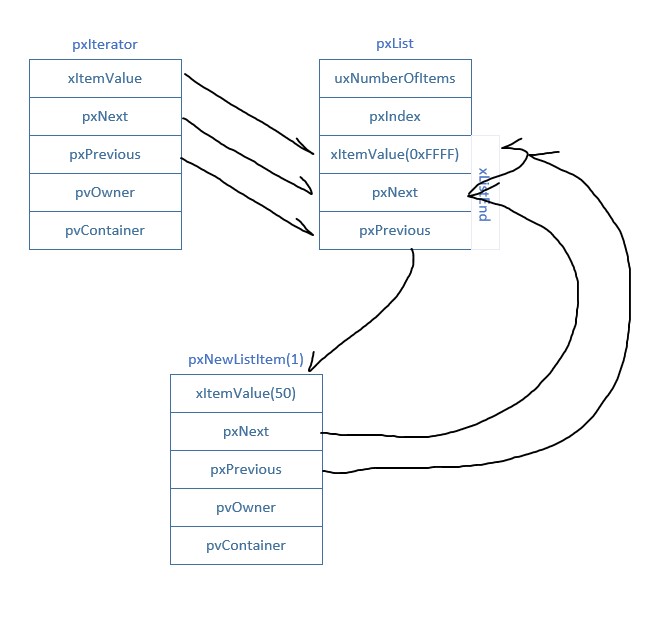 pxIterator
xItemValue
pxNext
pxPrevious
pvOwner
pvContainer
pxList
uxNumberOfItems
pxIndex
xItemValue(0xFFFF)
pxNext
pxPrevious
xListEnd
pxNewListItem(1)
xItemValue(50)
pxNext
pxPrevious
pvOwner
pvContainer